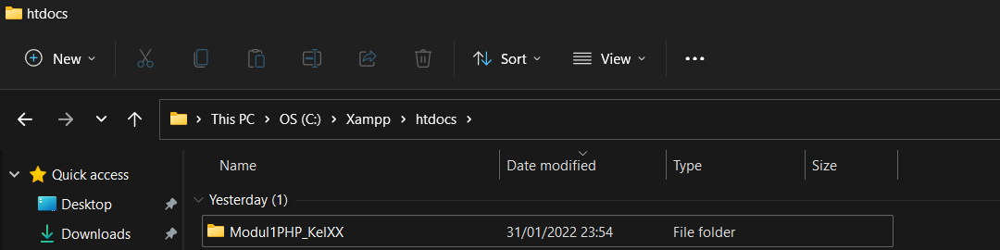 htdocs
New Sort View
This PC OS (C:) Xampp htdocs
Name Date modified Type Size
Quick access
Yesterday (1)
Desktop
Modul1PHP_KelXX 31/01/2022 23:54 File folder
Downloads